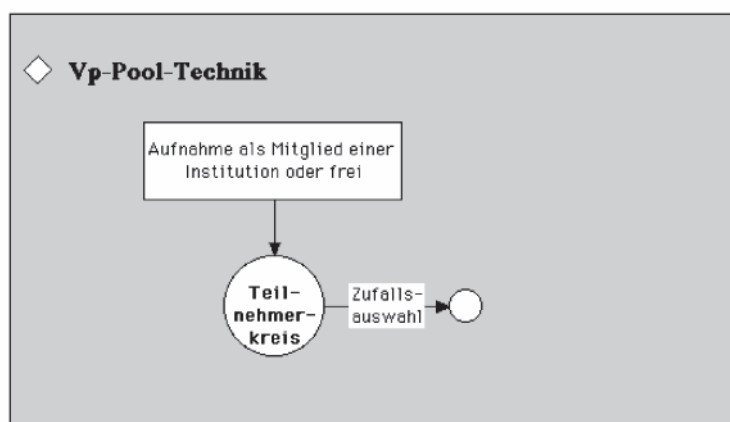 Vp-Pool-Technik
Aufnahme als Mitglied einer
Institution oder frei
Teil-
nehmer-
kreis
Zufalls-
auswahl